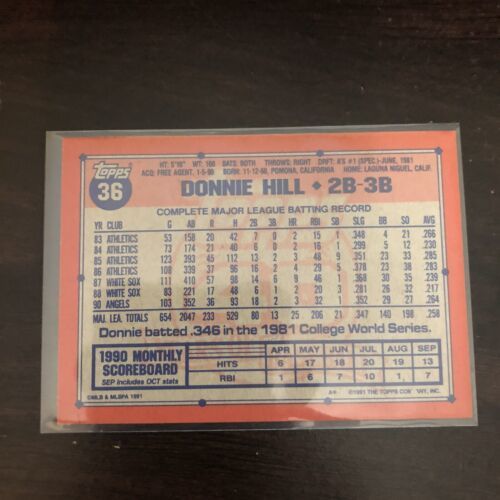 Topps
36
HT: 5'10" WT: 160 BATS: BOTH THROWS: RIGHT DRFT: A'S #1 (SPEC.)-JUNE, 1981
ACQ: FREE AGENT, 1-5-90 BORN: 11-12-60, POMONA, CALIFORNIA HOME: LAGUNA NIGUEL, CALIF.
DONNIE HILL • 2B-3B
COMPLETE MAJOR LEAGUE BATTING RECORD
YR CLUB G AB R H 2B 3B HR RBI SB SLG BB SO AVG
83 ATHLETICS 53 158 20 42 7 0 2 15 1 .348 4 21 .266
84 ATHLETICS 73 174 21 40 6 0 2 16 1 .299 5 12 .230
85 ATHLETICS 123 393 45 112 13 2 3 48 9 .351 23 33 .285
86 ATHLETICS 108 339 37 96 16 2 4 29 5 .378 23 38 .283
87 WHITE SOX 111 410 57 98 14 6 9 46 1 .368 30 35 .239
88 WHITE SOX 83 221 17 48 6 1 2 20 3 .281 26 32 .217
90 ANGELS 103 352 36 93 18 2 3 32 1 .352 29 27 .264
MAJ. LEA. TOTALS 654 2047 233 529 80 13 25 206 21 .347 140 198 .258
Donnie batted .346 in the 1981 College World Series.
1990 MONTHLY SCOREBOARD
SEP includes OCT stats
APR MAY JUN JUL AUG SEP
HITS 6 17 18 20 19 13
RBI 1 6 7 10 1 7
©MLB & MLBPA 1991
©1991 THE TOPPS COMPANY, INC.